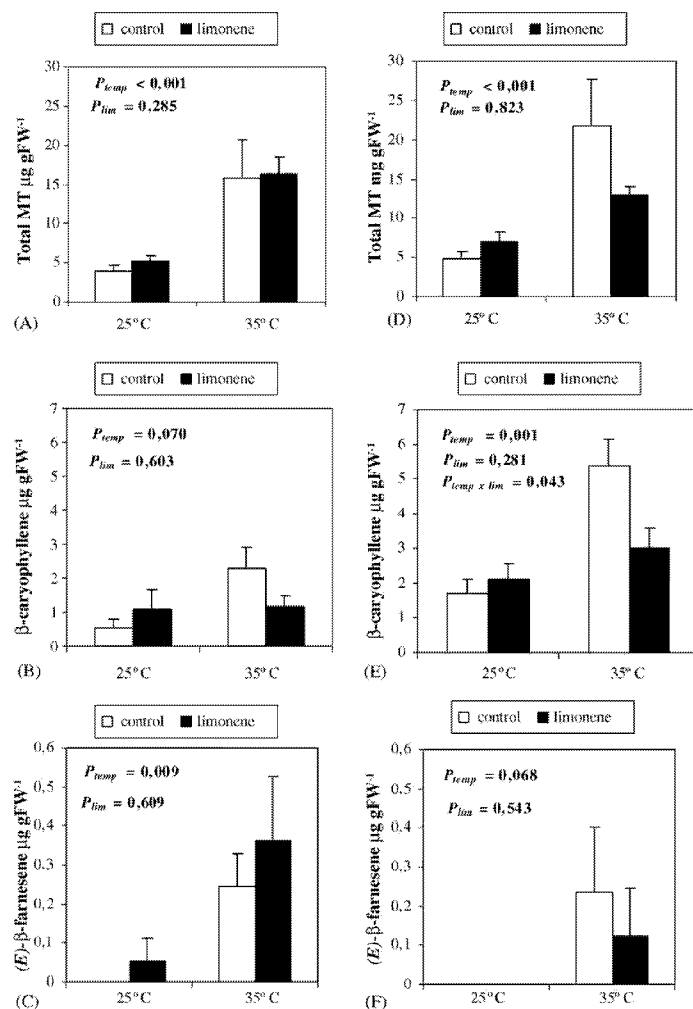 control limonene
Total MT µg gFW-1
30
25
20
15
10
5
0
Ptemp < 0,001
Plim = 0,285
25° C 35° C
(A)
control limonene
β-caryophyllene µg gFW-1
7
6
5
4
3
2
1
0
Ptemp = 0,070
Plim = 0,603
25° C 35° C
(B)
control limonene
(E)-β-farnesene µg gFW-1
0,6
0,5
0,4
0,3
0,2
0,1
0
Ptemp = 0,009
Plim = 0,609
25° C 35° C
(C)
control limonene
Total MT mg gFW-1
30
25
20
15
10
5
0
Ptemp < 0,001
Plim = 0.823
25° C 35° C
(D)
control limonene
β-caryophyllene µg gFW-1
7
6
5
4
3
2
1
0
Ptemp = 0,001
Plim = 0,281
Ptemp x lim = 0,043
25° C 35° C
(E)
control limonene
(E)-β-farnesene µg gFW-1
0,6
0,5
0,4
0,3
0,2
0,1
0
Ptemp = 0,068
Plim = 0,543
25° C 35° C
(F)